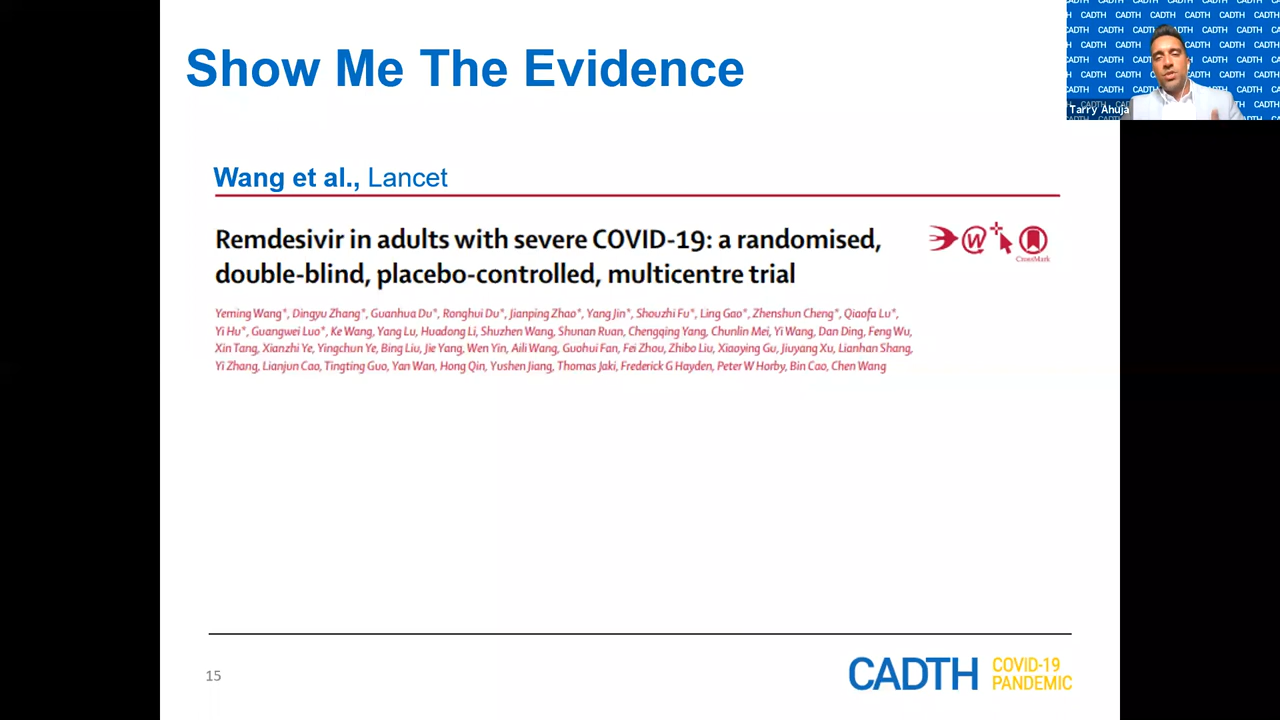 Show Me The Evidence
CADTH CADTH CADTH CADTH
Tarry Ahuja
Wang et al., Lancet
Remdesivir in adults with severe COVID-19: a randomised,
double-blind, placebo-controlled, multicentre trial
CrossMark
Yeming Wang*, Dingyu Zhang*, Guanhua Du*, Ronghui Du*, Jianping Zhao*, Yang Jin*, Shouzhi Fu*, Ling Gao*, Zhenshun Cheng*, Qiaofa Lu*,
Yi Hu*, Guangwei Luo*, Ke Wang, Yang Lu, Huadong Li, Shuzhen Wang, Shunan Ruan, Chengqing Yang, Chunlin Mei, Yi Wang, Dan Ding, Feng Wu,
Xin Tang, Xianzhi Ye, Yingchun Ye, Bing Liu, Jie Yang, Wen Yin, Aili Wang, Guohui Fan, Fei Zhou, Zhibo Liu, Xiaoying Gu, Jiuyang Xu, Lianhan Shang,
Yi Zhang, Lianjun Cao, Tingting Guo, Yan Wan, Hong Qin, Yushen Jiang, Thomas Jaki, Frederick G Hayden, Peter W Horby, Bin Cao, Chen Wang
15
CADTH
COVID-19
PANDEMIC